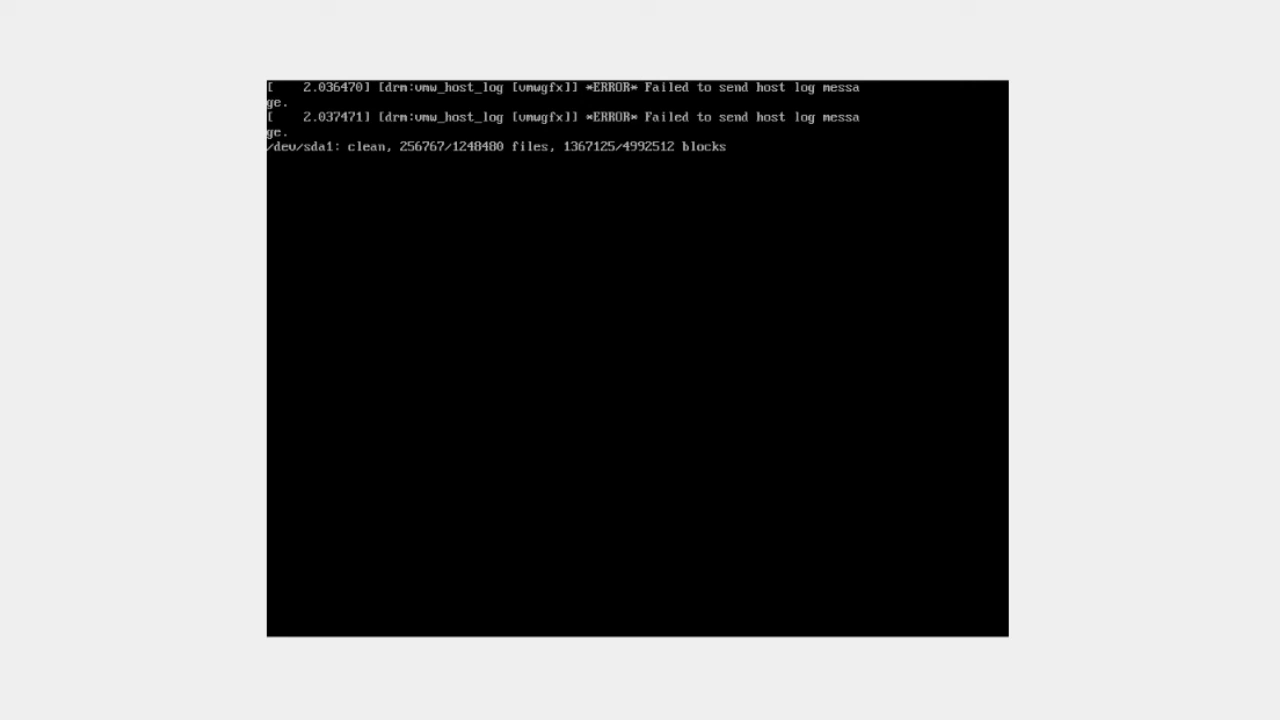 [    2.036470] [drm:vmw_host_log [vmwgfx]] *ERROR* Failed to send host log messa
ge.
[    2.037471] [drm:vmw_host_log [vmwgfx]] *ERROR* Failed to send host log messa
ge.
/dev/sda1: clean, 256767/1248480 files, 1367125/4992512 blocks